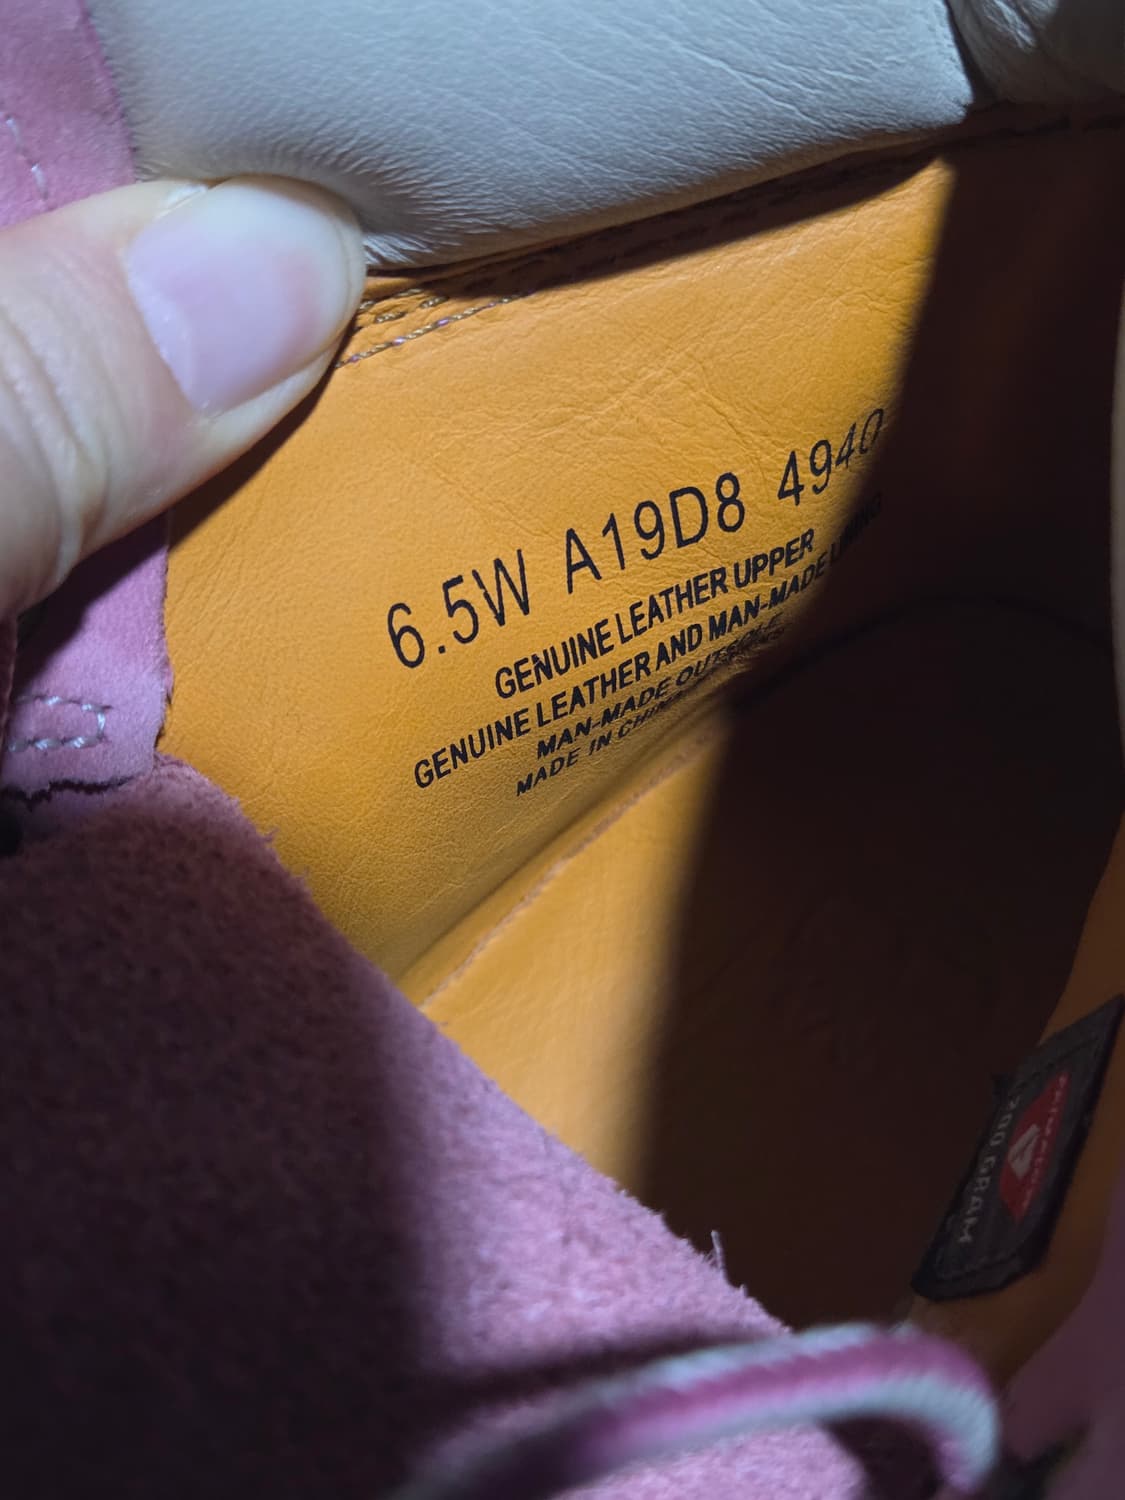 6.5W A19D8 4940
GENUINE LEATHER UPPER
GENUINE LEATHER AND MAN-MADE LINING
MAN-MADE OUTSOLE
MADE IN CHINA
PRIMALOFT
200 GRAM